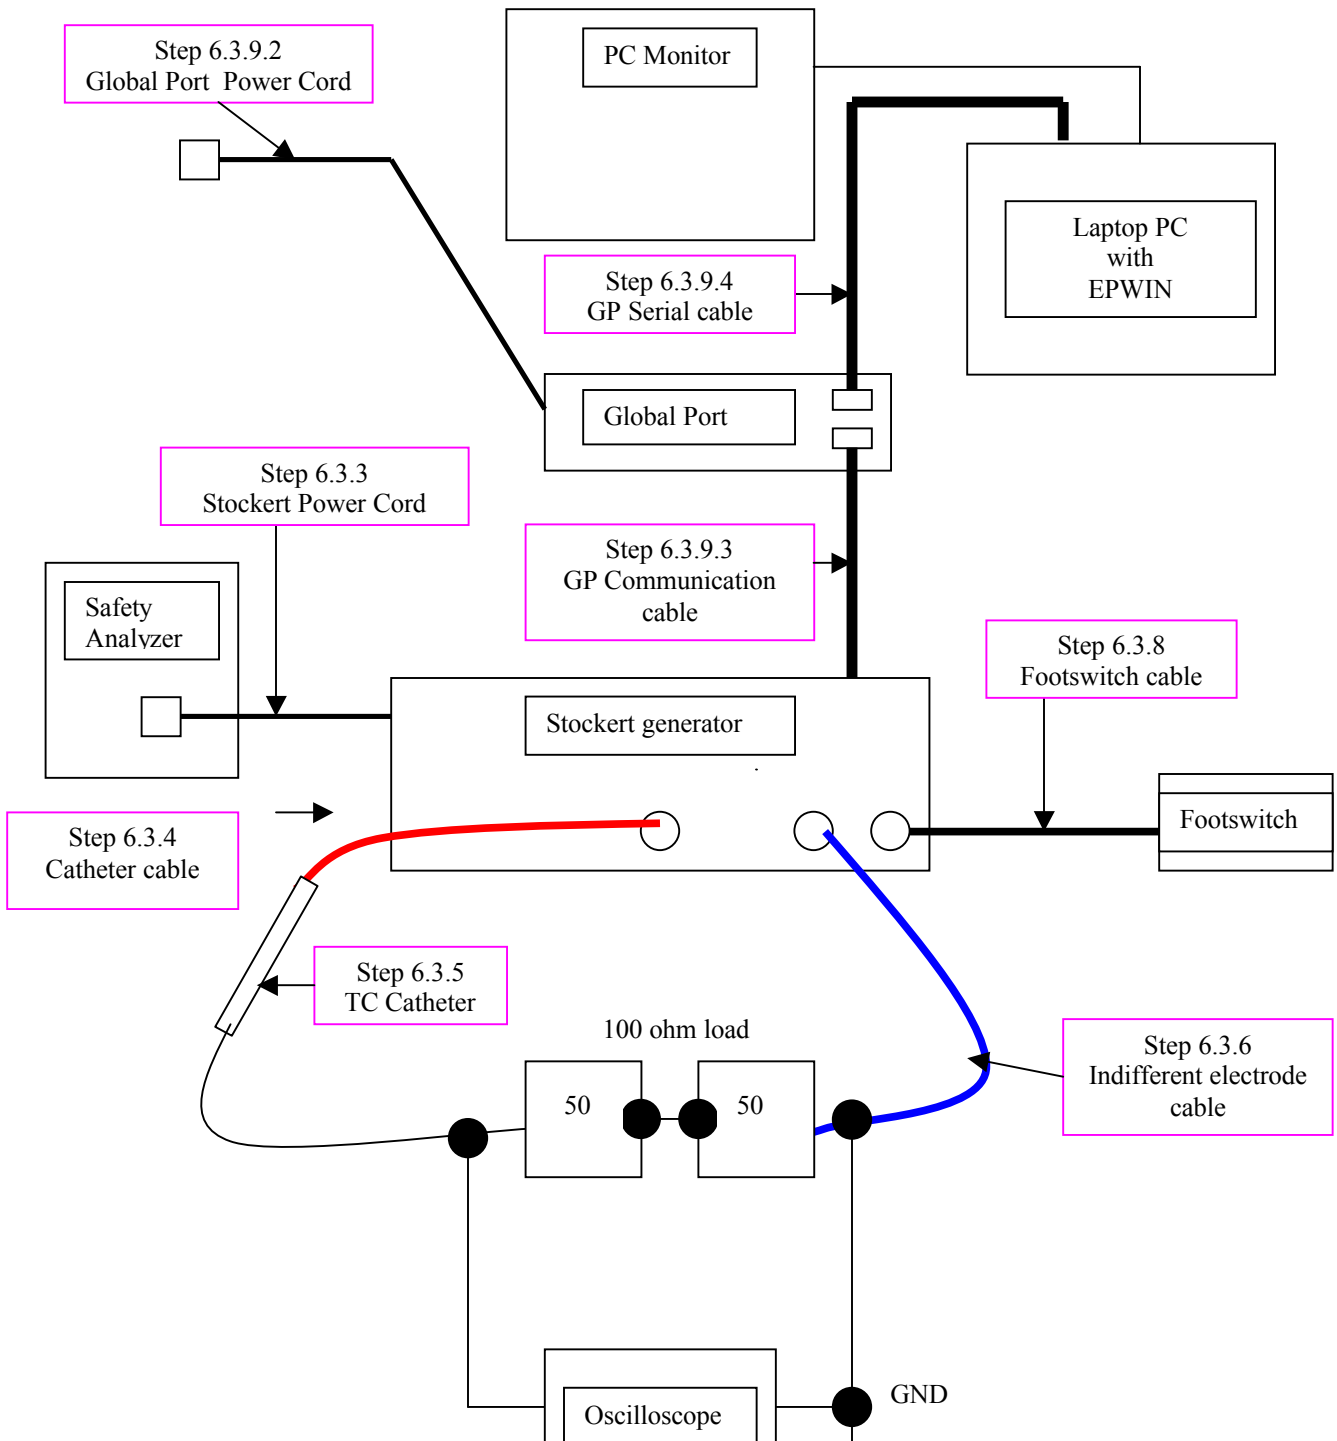 Step 6.3.9.2
Global Port Power Cord
PC Monitor
Laptop PC
with
EPWIN
Step 6.3.9.4
GP Serial cable
Global Port
Step 6.3.3
Stockert Power Cord
Step 6.3.9.3
GP Communication
cable
Safety
Analyzer
Step 6.3.8
Footswitch cable
Stockert generator
Footswitch
Step 6.3.4
Catheter cable
Step 6.3.5
TC Catheter
100 ohm load
50
50
Step 6.3.6
Indifferent electrode
cable
GND
Oscilloscope